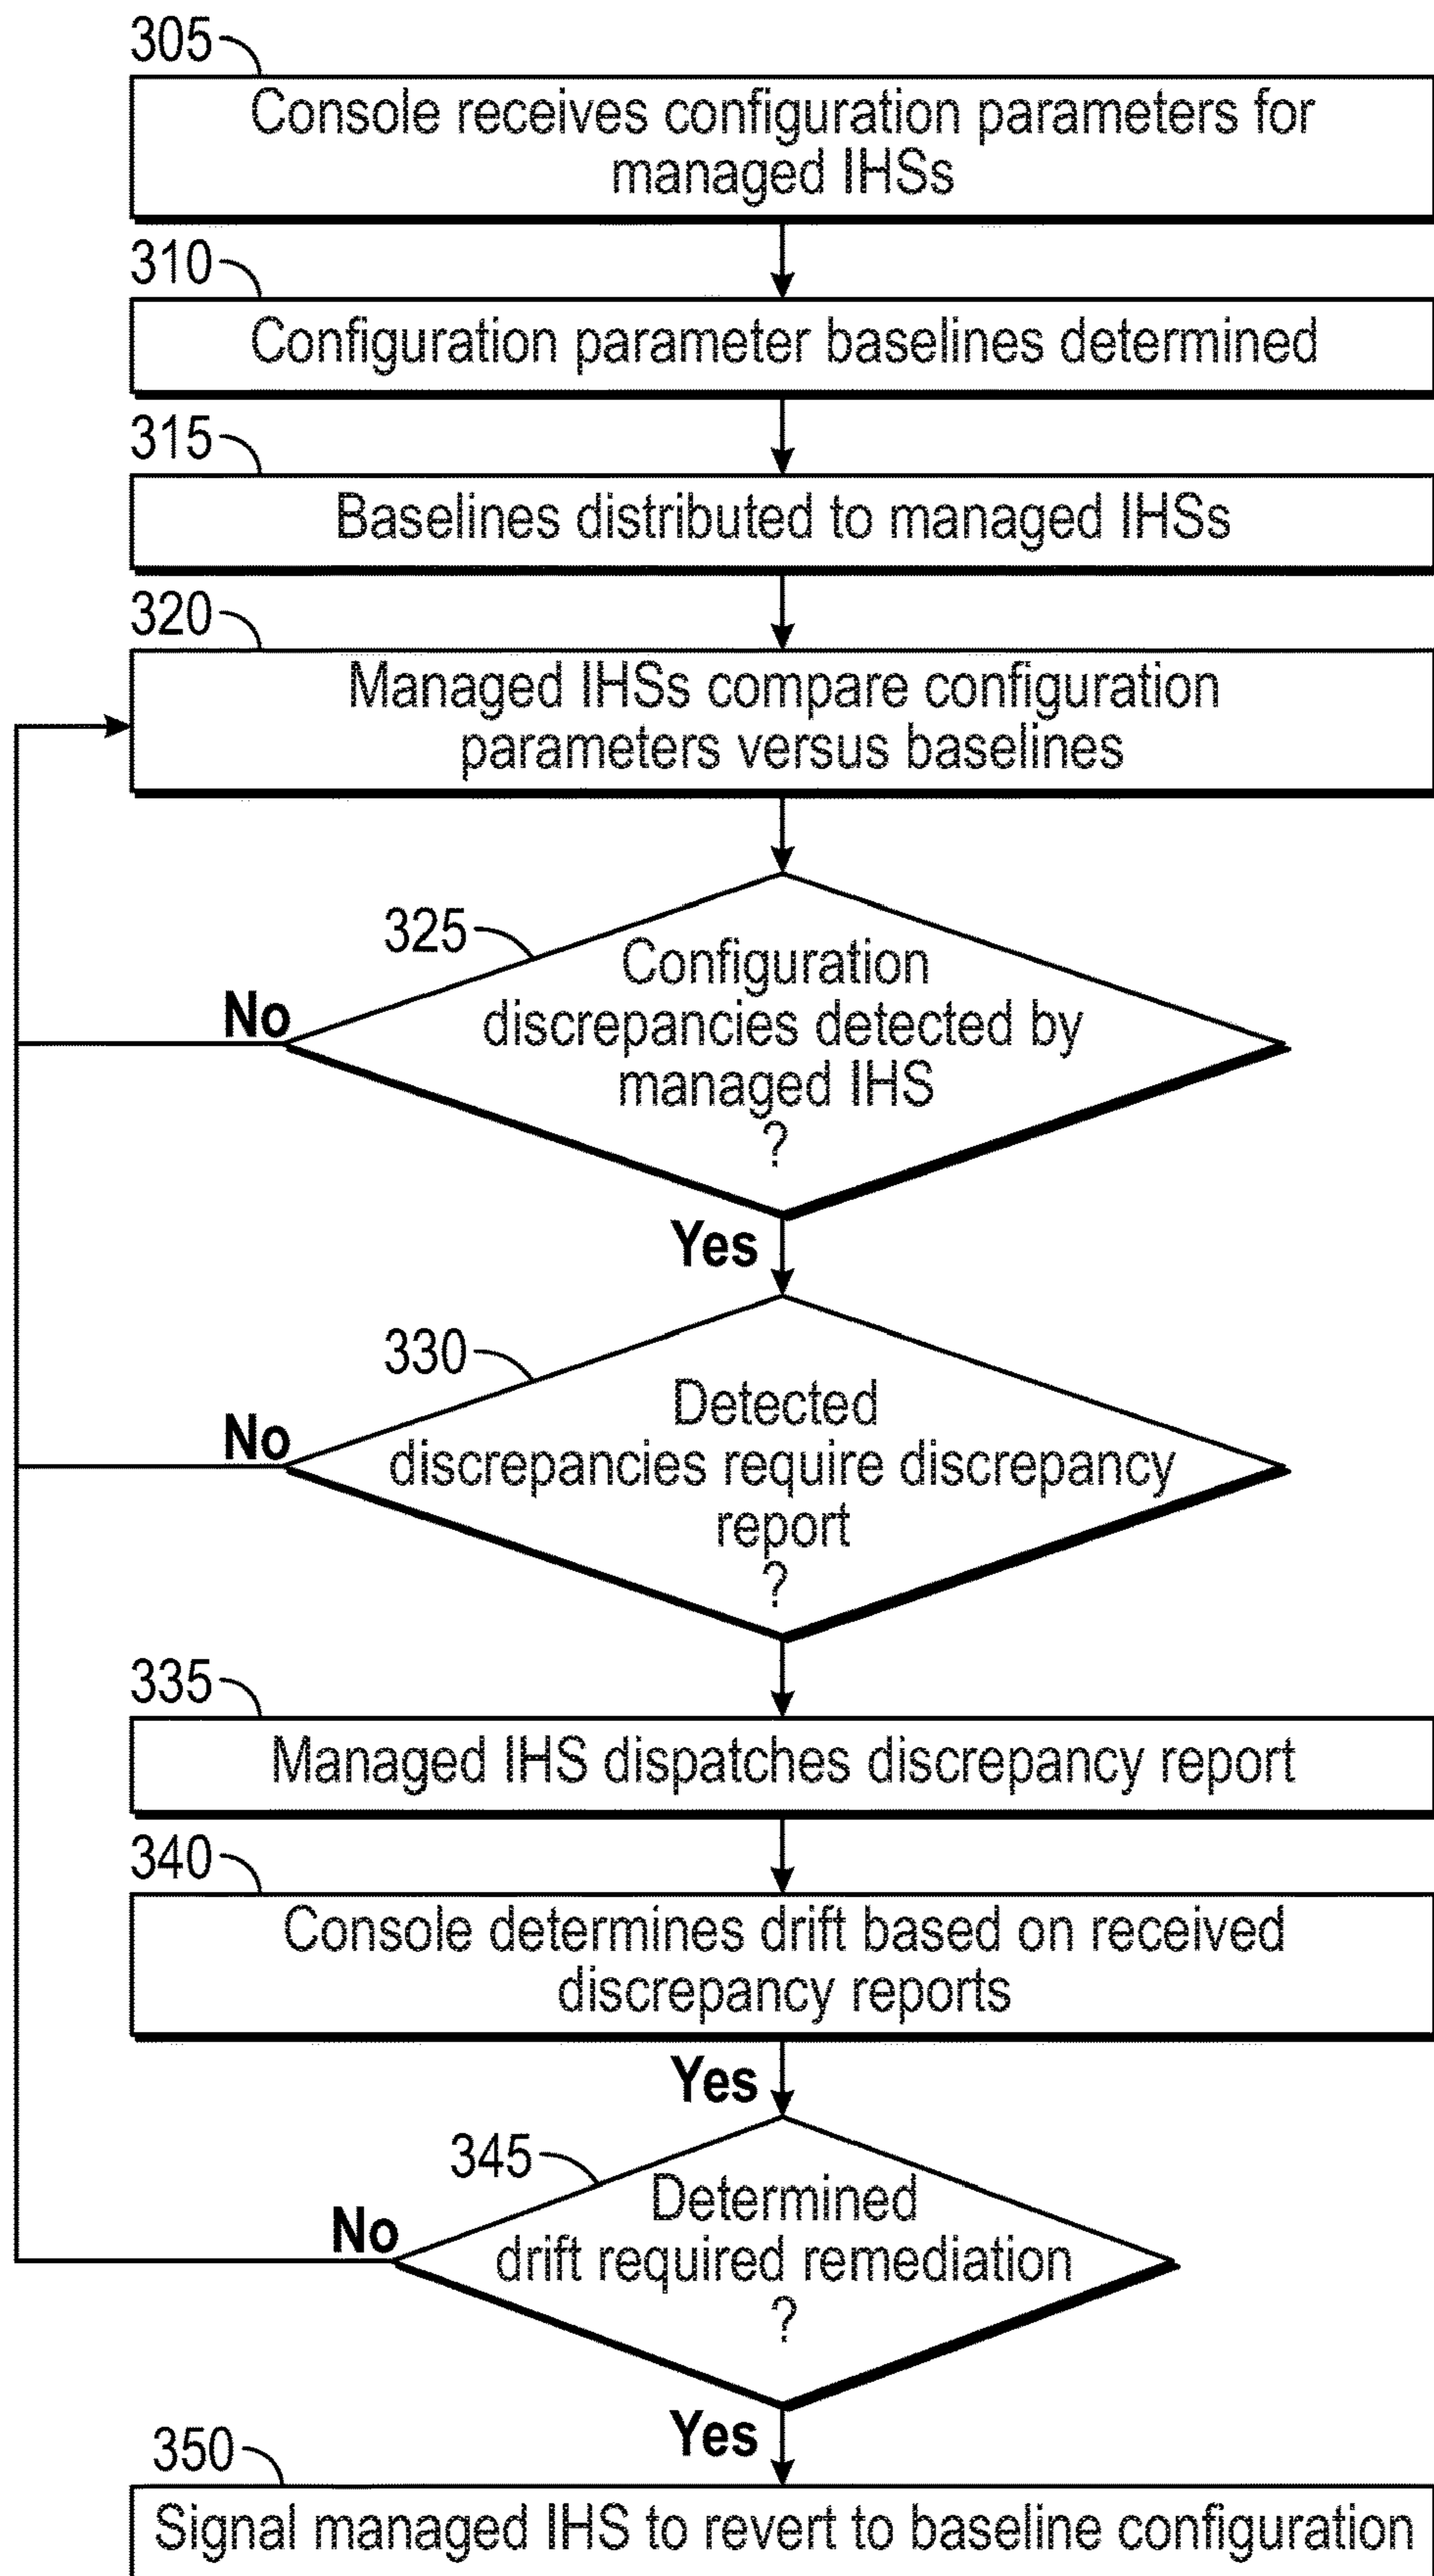 305
Console receives configuration parameters for
managed IHSs
310
Configuration parameter baselines determined
315
Baselines distributed to managed IHSs
320
Managed IHSs compare configuration
parameters versus baselines
325
Configuration
discrepancies detected by
managed IHS
?
No
Yes
330
Detected
discrepancies require discrepancy
report
?
No
335
Managed IHS dispatches discrepancy report
340
Console determines drift based on received
discrepancy reports
Yes
345
Determined
drift required remediation
?
No
Yes
350
Signal managed IHS to revert to baseline configuration